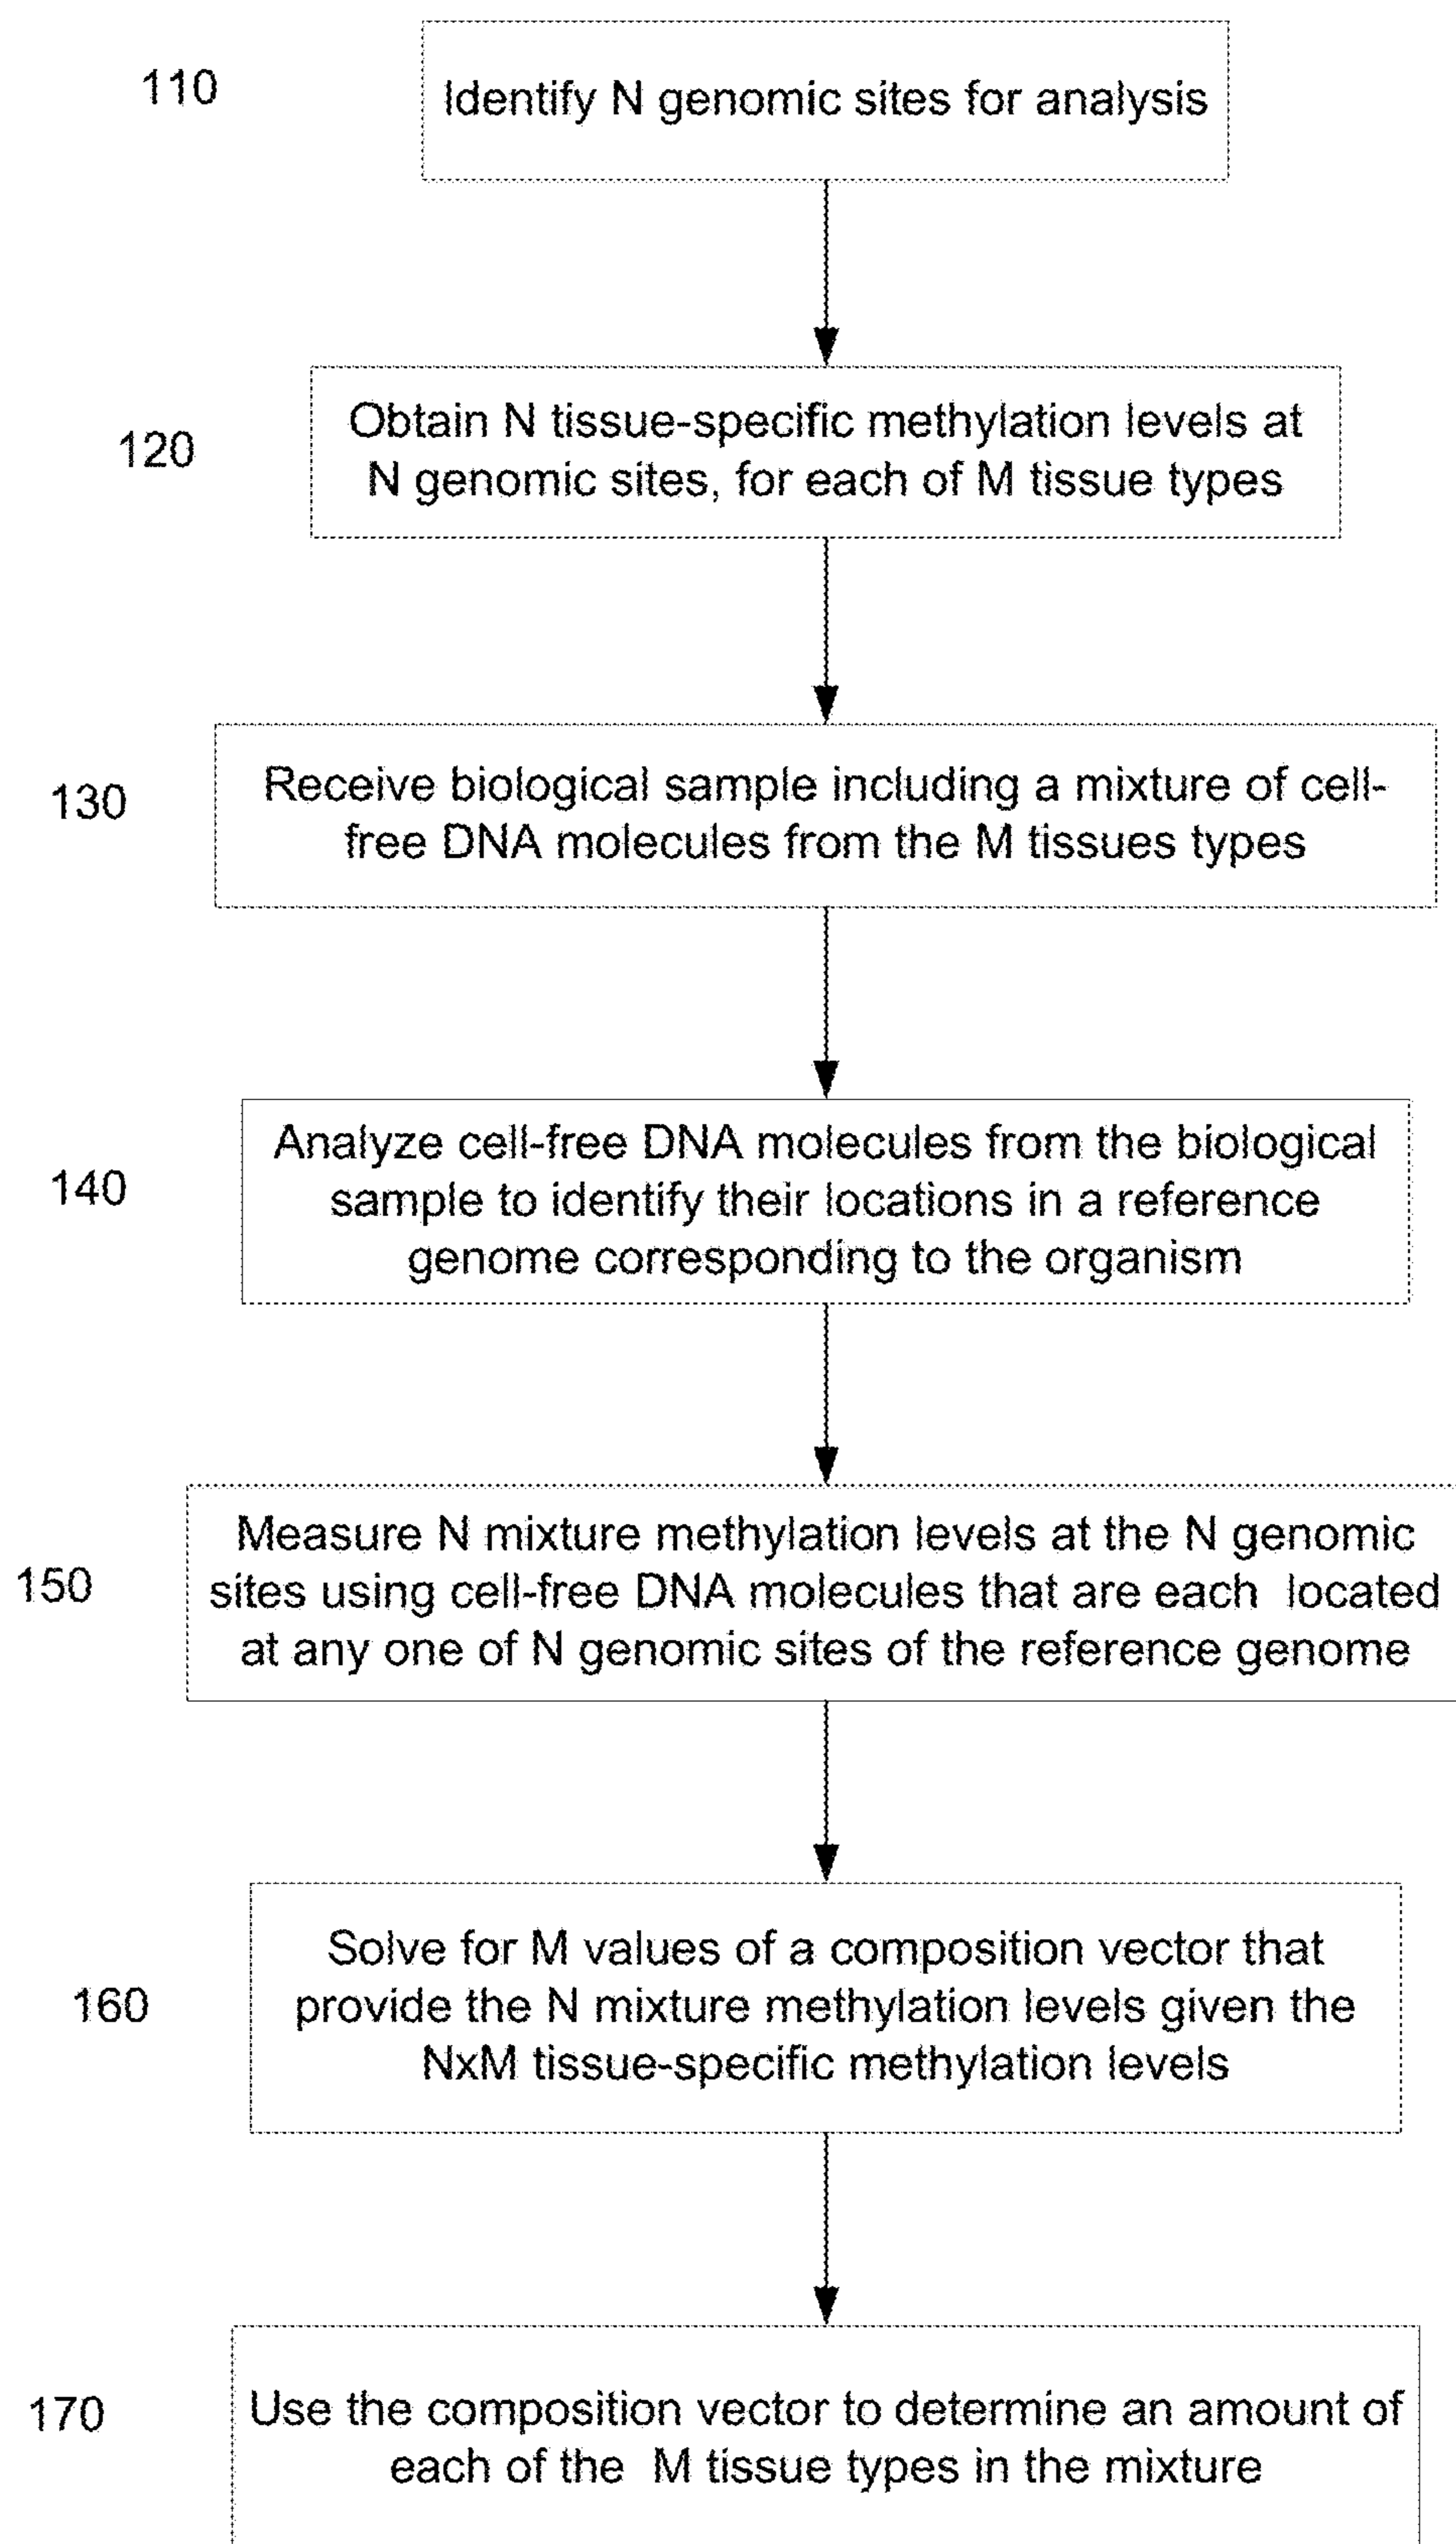 110
Identify N genomic sites for analysis
120
Obtain N tissue-specific methylation levels at
N genomic sites, for each of M tissue types
130
Receive biological sample including a mixture of cell-
free DNA molecules from the M tissues types
140
Analyze cell-free DNA molecules from the biological
sample to identify their locations in a reference
genome corresponding to the organism
150
Measure N mixture methylation levels at the N genomic
sites using cell-free DNA molecules that are each located
at any one of N genomic sites of the reference genome
160
Solve for M values of a composition vector that
provide the N mixture methylation levels given the
NxM tissue-specific methylation levels
170
Use the composition vector to determine an amount of
each of the M tissue types in the mixture